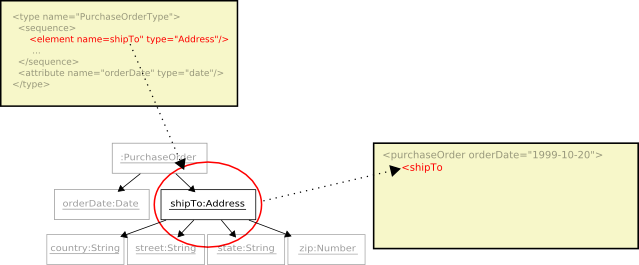 <type name="PurchaseOrderType">
<sequence>
<element name=shipTo" type="Address"/>
...
</sequence>
<attribute name="orderDate" type="date"/>
</type>
:PurchaseOrder
<purchaseOrder orderDate="1999-10-20">
<shipTo
orderDate:Date
shipTo:Address
country:String
street:String
state:String
zip:Number